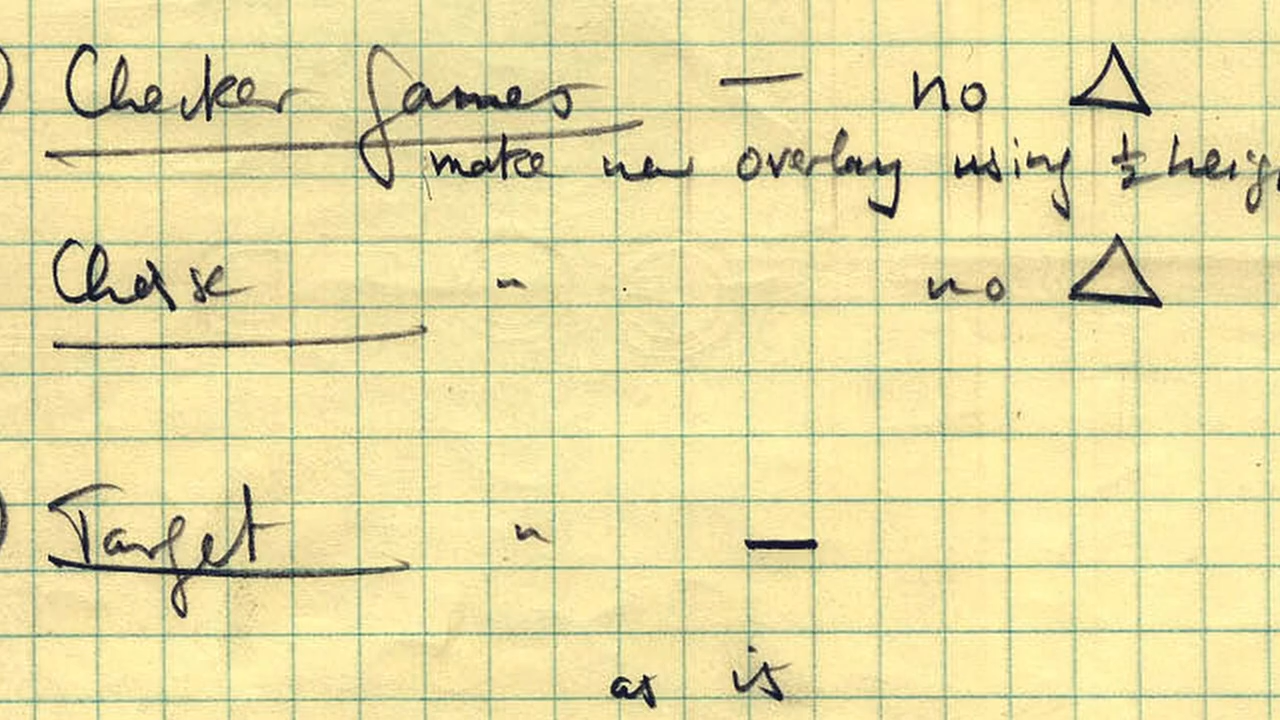 ) Checker Games — no △
make new overlay using ½ heig
Chase " no △
) Target " —
as is